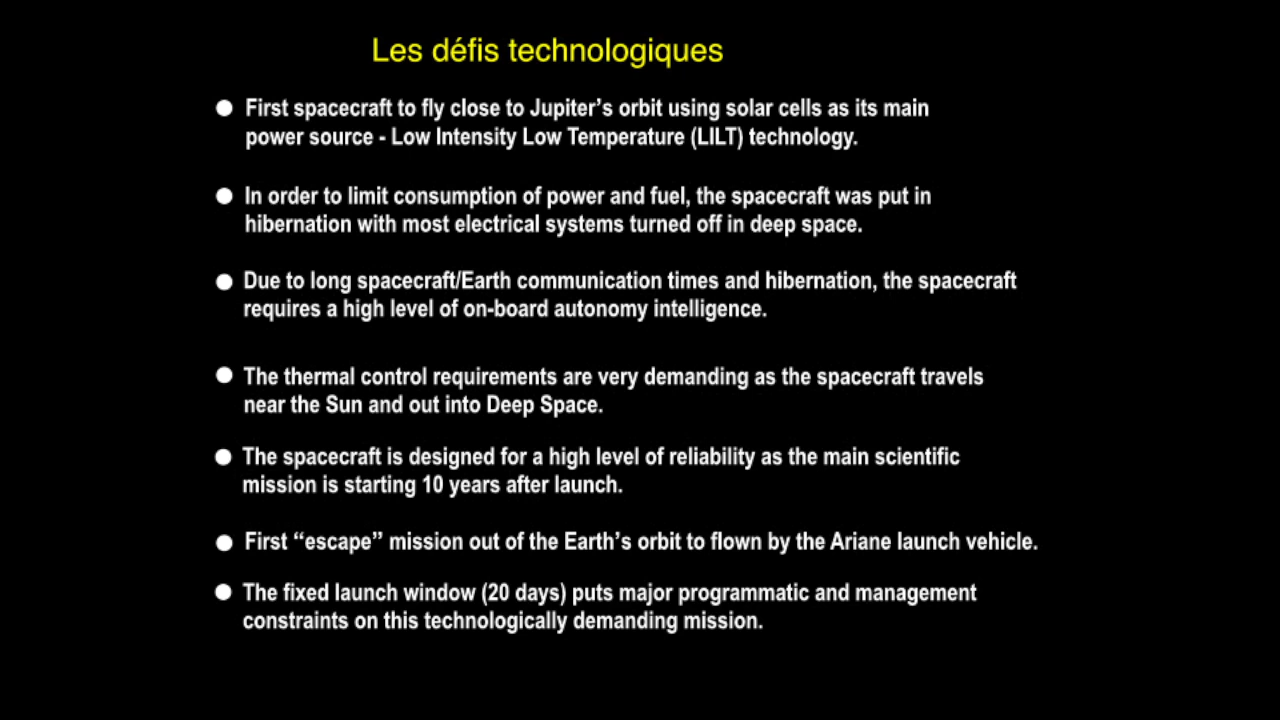 Les défis technologiques
● First spacecraft to fly close to Jupiter’s orbit using solar cells as its main
power source - Low Intensity Low Temperature (LILT) technology.
● In order to limit consumption of power and fuel, the spacecraft was put in
hibernation with most electrical systems turned off in deep space.
● Due to long spacecraft/Earth communication times and hibernation, the spacecraft
requires a high level of on-board autonomy intelligence.
● The thermal control requirements are very demanding as the spacecraft travels
near the Sun and out into Deep Space.
● The spacecraft is designed for a high level of reliability as the main scientific
mission is starting 10 years after launch.
● First “escape” mission out of the Earth’s orbit to flown by the Ariane launch vehicle.
● The fixed launch window (20 days) puts major programmatic and management
constraints on this technologically demanding mission.